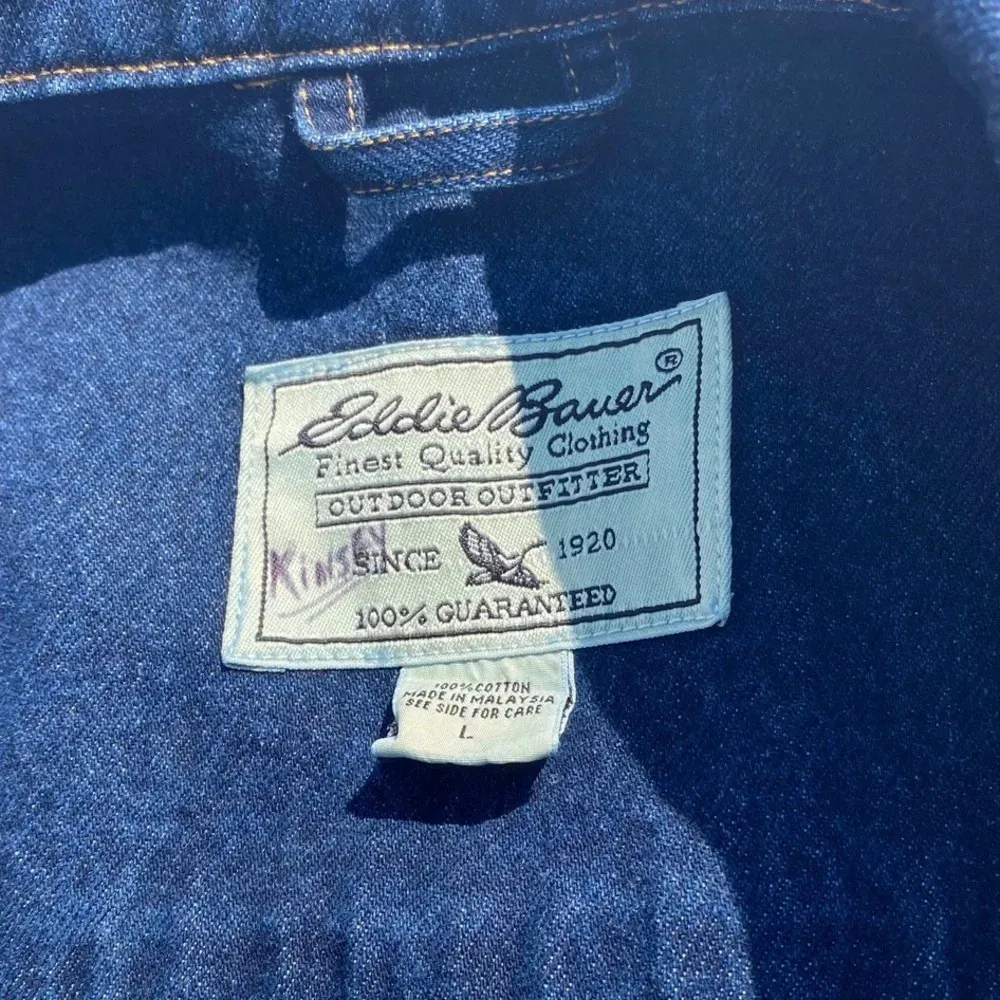 Eddie Bauer®
Finest Quality Clothing
OUTDOOR OUTFITTER
KINSEY
SINCE 1920
100% GUARANTEED
100% COTTON
MADE IN MALAYSIA
SEE SIDE FOR CARE
L